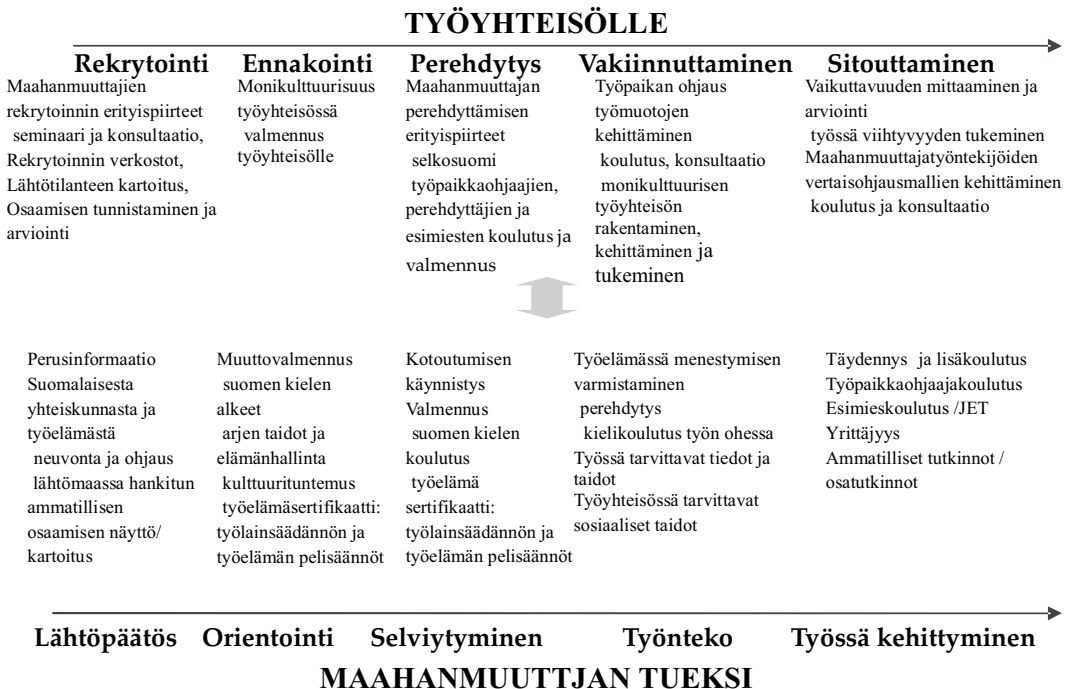 TYÖYHTEISÖLLE
Rekrytointi
Maahanmuuttajien
rekrytoinnin erityispiirteet
seminaari ja konsultaatio,
Rekrytoinnin verkostot,
Lähtötilanteen kartoitus,
Osaamisen tunnistaminen ja
arviointi
Ennakointi
Monikulttuurisuus
työyhteisössä
valmennus
työyhteisölle
Perehdytys
Maahanmuuttajan
perehdyttämisen
erityispiirteet
selkosuomi
työpaikkaohjaajien,
perehdyttäjien ja
esimiesten koulutus ja
valmennus
Vakiinnuttaminen
Työpaikan ohjaus
työmuotojen
kehittäminen
koulutus, konsultaatio
monikulttuurisen
työyhteisön
rakentaminen,
kehittäminen ja
tukeminen
Sitouttaminen
Vaikuttavuuden mittaaminen ja
arviointi
työssä viihtyvyyden tukeminen
Maahanmuuttajatyöntekijöiden
vertaisohjausmallien kehittäminen
koulutus ja konsultaatio
Perusinformaatio
Suomalaisesta
yhteiskunnasta ja
työelämästä
neuvonta ja ohjaus
lähtömaassa hankitun
ammatillisen
osaamisen näyttö/
kartoitus
Muuttovalmennus
suomen kielen
alkeet
arjen taidot ja
elämänhallinta
kulttuurituntemus
työelämäsertifikaatti:
työlainsäädännön ja
työelämän pelisäännöt
Kotoutumisen
käynnistys
Valmennus
suomen kielen
koulutus
työelämä
sertifikaatti:
työlainsäädännön ja
työelämän pelisäännöt
Työelämässä menestymisen
varmistaminen
perehdytys
kielikoulutus työn ohessa
Työssä tarvittavat tiedot ja
taidot
Työyhteisössä tarvittavat
sosiaaliset taidot
Täydennys ja lisäkoulutus
Työpaikkaohjaajakoulutus
Esimieskoulutus /JET
Yrittäjyys
Ammatilliset tutkinnot /
osatutkinnot
Lähtöpäätös
Orientointi
Selviytyminen
Työnteko
Työssä kehittyminen
MAAHANMUUTTJAN TUEKSI